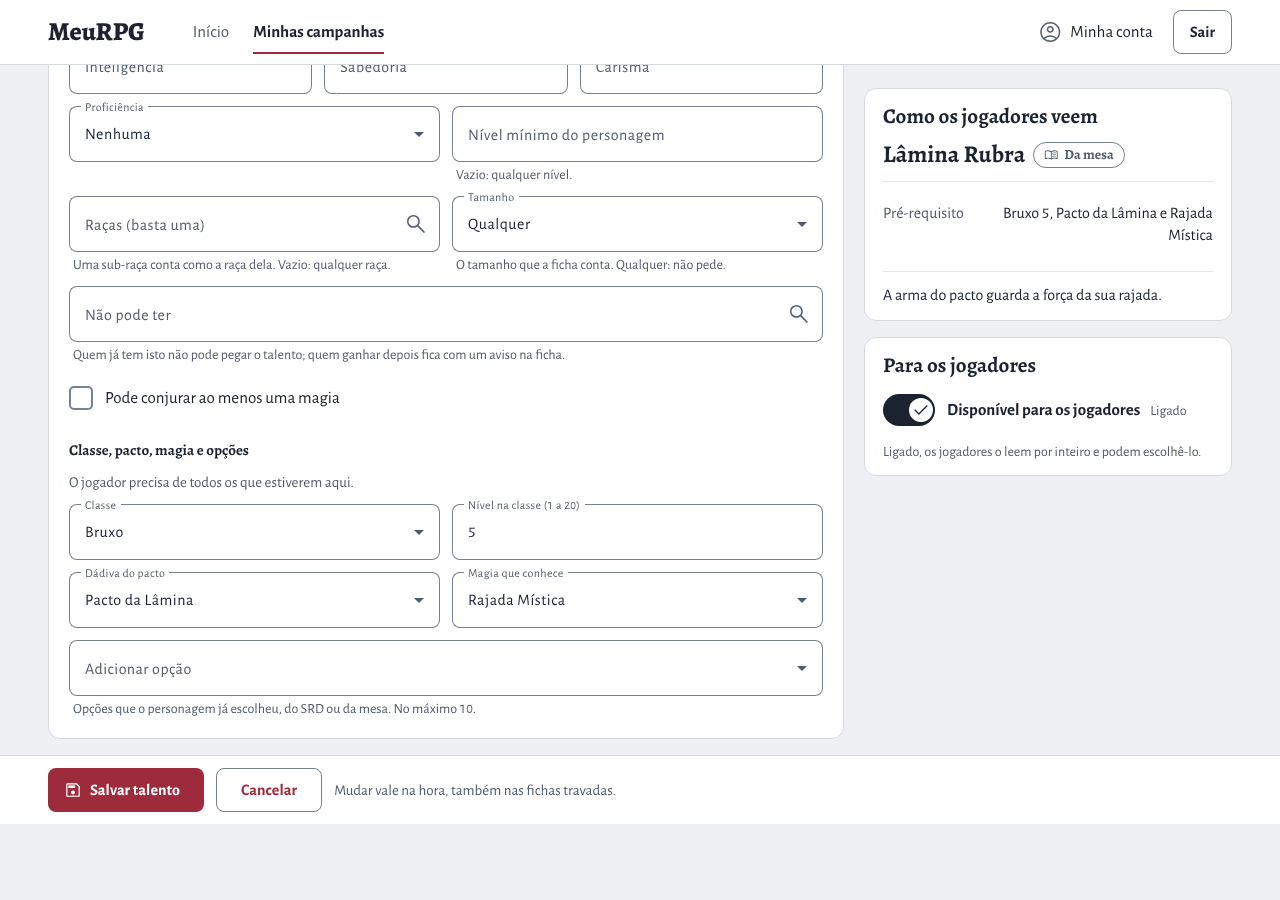 MeuRPG
Início
Minhas campanhas
Minha conta
Sair
Inteligência
Sabedoria
Carisma
Proficiência
Nenhuma
Nível mínimo do personagem
Vazio: qualquer nível.
Raças (basta uma)
Uma sub-raça conta como a raça dela. Vazio: qualquer raça.
Tamanho
Qualquer
O tamanho que a ficha conta. Qualquer: não pede.
Não pode ter
Quem já tem isto não pode pegar o talento; quem ganhar depois fica com um aviso na ficha.
Pode conjurar ao menos uma magia
Classe, pacto, magia e opções
O jogador precisa de todos os que estiverem aqui.
Classe
Bruxo
Nível na classe (1 a 20)
5
Dádiva do pacto
Pacto da Lâmina
Magia que conhece
Rajada Mística
Adicionar opção
Opções que o personagem já escolheu, do SRD ou da mesa. No máximo 10.
Como os jogadores veem
Lâmina Rubra
Da mesa
Pré-requisito
Bruxo 5, Pacto da Lâmina e Rajada
Mística
A arma do pacto guarda a força da sua rajada.
Para os jogadores
Disponível para os jogadores
Ligado
Ligado, os jogadores o leem por inteiro e podem escolhê-lo.
Salvar talento
Cancelar
Mudar vale na hora, também nas fichas travadas.